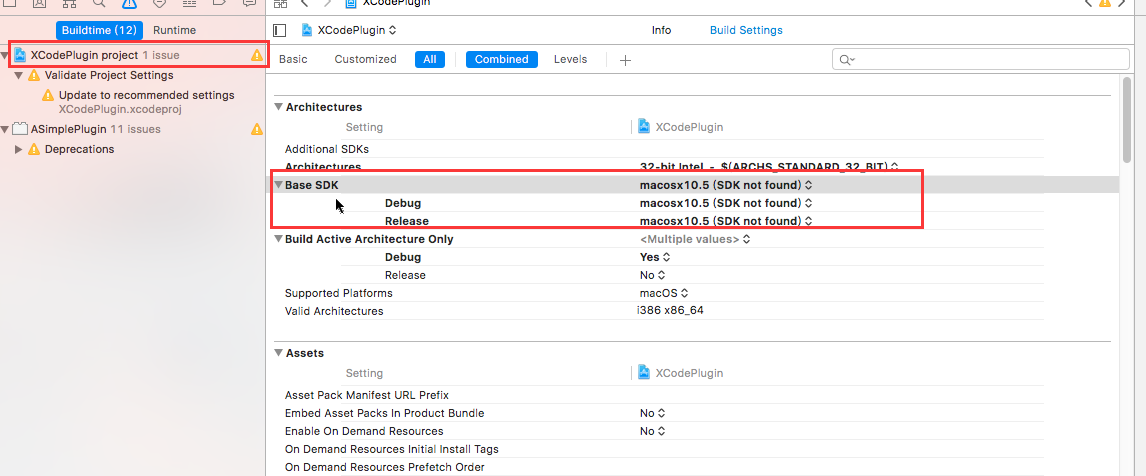 XCodePlugin
Buildtime (12) Runtime
XCodePlugin Info Build Settings
XCodePlugin project 1 issue
Basic Customized All Combined Levels
Validate Project Settings
Update to recommended settings
XCodePlugin.xcodeproj
ASimplePlugin 11 issues
Deprecations
Architectures
Setting XCodePlugin
Additional SDKs
Architectures 32-bit Intel - $(ARCHS_STANDARD_32_BIT)
Base SDK macosx10.5 (SDK not found)
Debug macosx10.5 (SDK not found)
Release macosx10.5 (SDK not found)
Build Active Architecture Only <Multiple values>
Debug Yes
Release No
Supported Platforms macOS
Valid Architectures i386 x86_64
Assets
Setting XCodePlugin
Asset Pack Manifest URL Prefix
Embed Asset Packs In Product Bundle No
Enable On Demand Resources No
On Demand Resources Initial Install Tags
On Demand Resources Prefetch Order